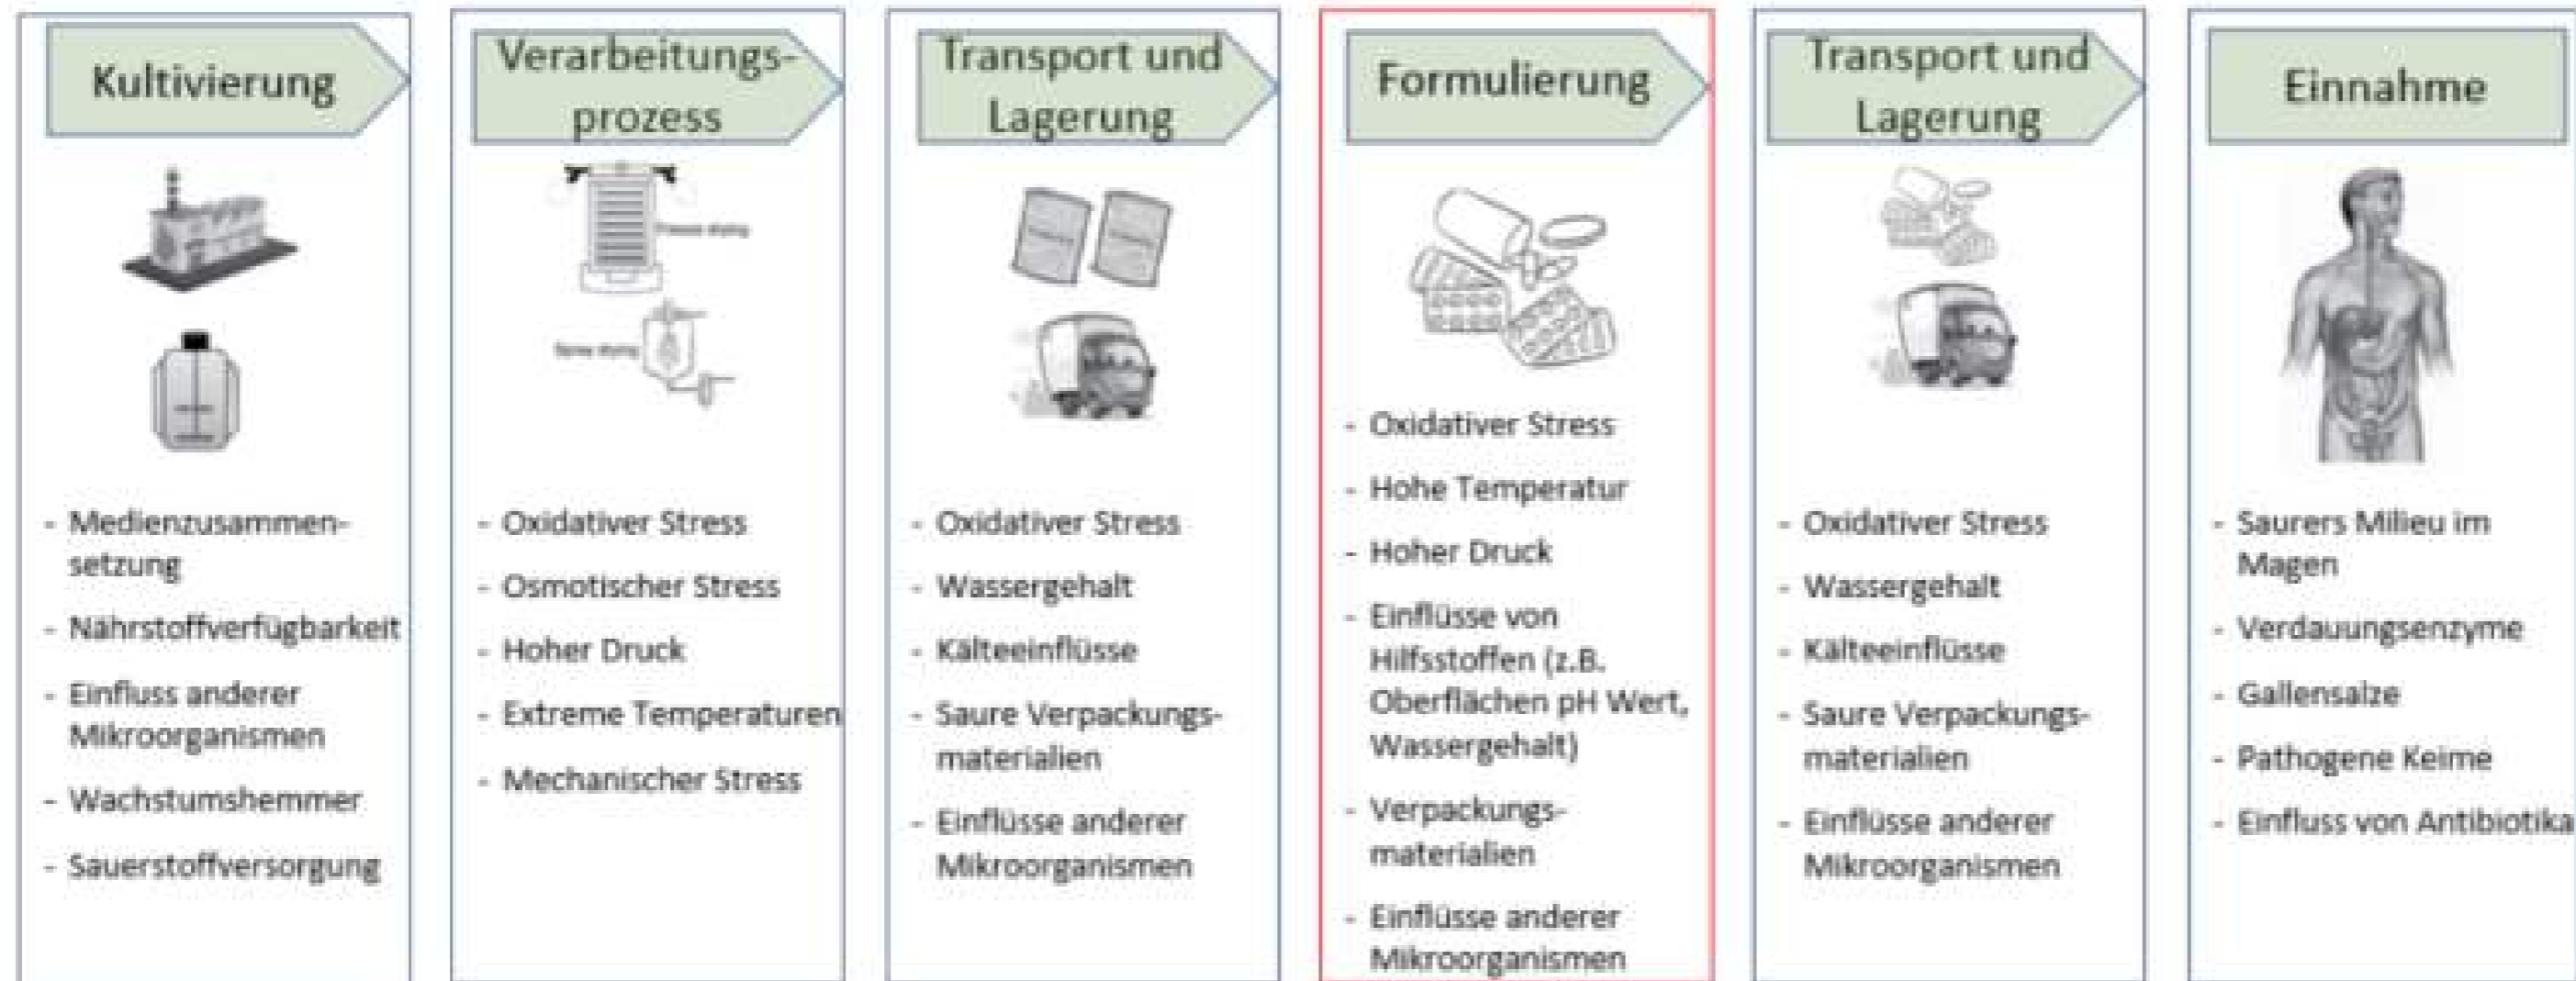 Kultivierung
- Medienzusammen-
setzung
- Nährstoffverfügbarkeit
- Einfluss anderer
Mikroorganismen
- Wachstumshemmer
- Sauerstoffversorgung
Verarbeitungs-
prozess
Freeze drying
Spray drying
- Oxidativer Stress
- Osmotischer Stress
- Hoher Druck
- Extreme Temperaturen
- Mechanischer Stress
Transport und
Lagerung
- Oxidativer Stress
- Wassergehalt
- Kälteeinflüsse
- Saure Verpackungs-
materialien
- Einflüsse anderer
Mikroorganismen
Formulierung
- Oxidativer Stress
- Hohe Temperatur
- Hoher Druck
- Einflüsse von
Hilfsstoffen (z.B.
Oberflächen pH Wert,
Wassergehalt)
- Verpackungs-
materialien
- Einflüsse anderer
Mikroorganismen
Transport und
Lagerung
- Oxidativer Stress
- Wassergehalt
- Kälteeinflüsse
- Saure Verpackungs-
materialien
- Einflüsse anderer
Mikroorganismen
Einnahme
- Saurers Milieu im
Magen
- Verdauungsenzyme
- Gallensalze
- Pathogene Keime
- Einfluss von Antibiotika